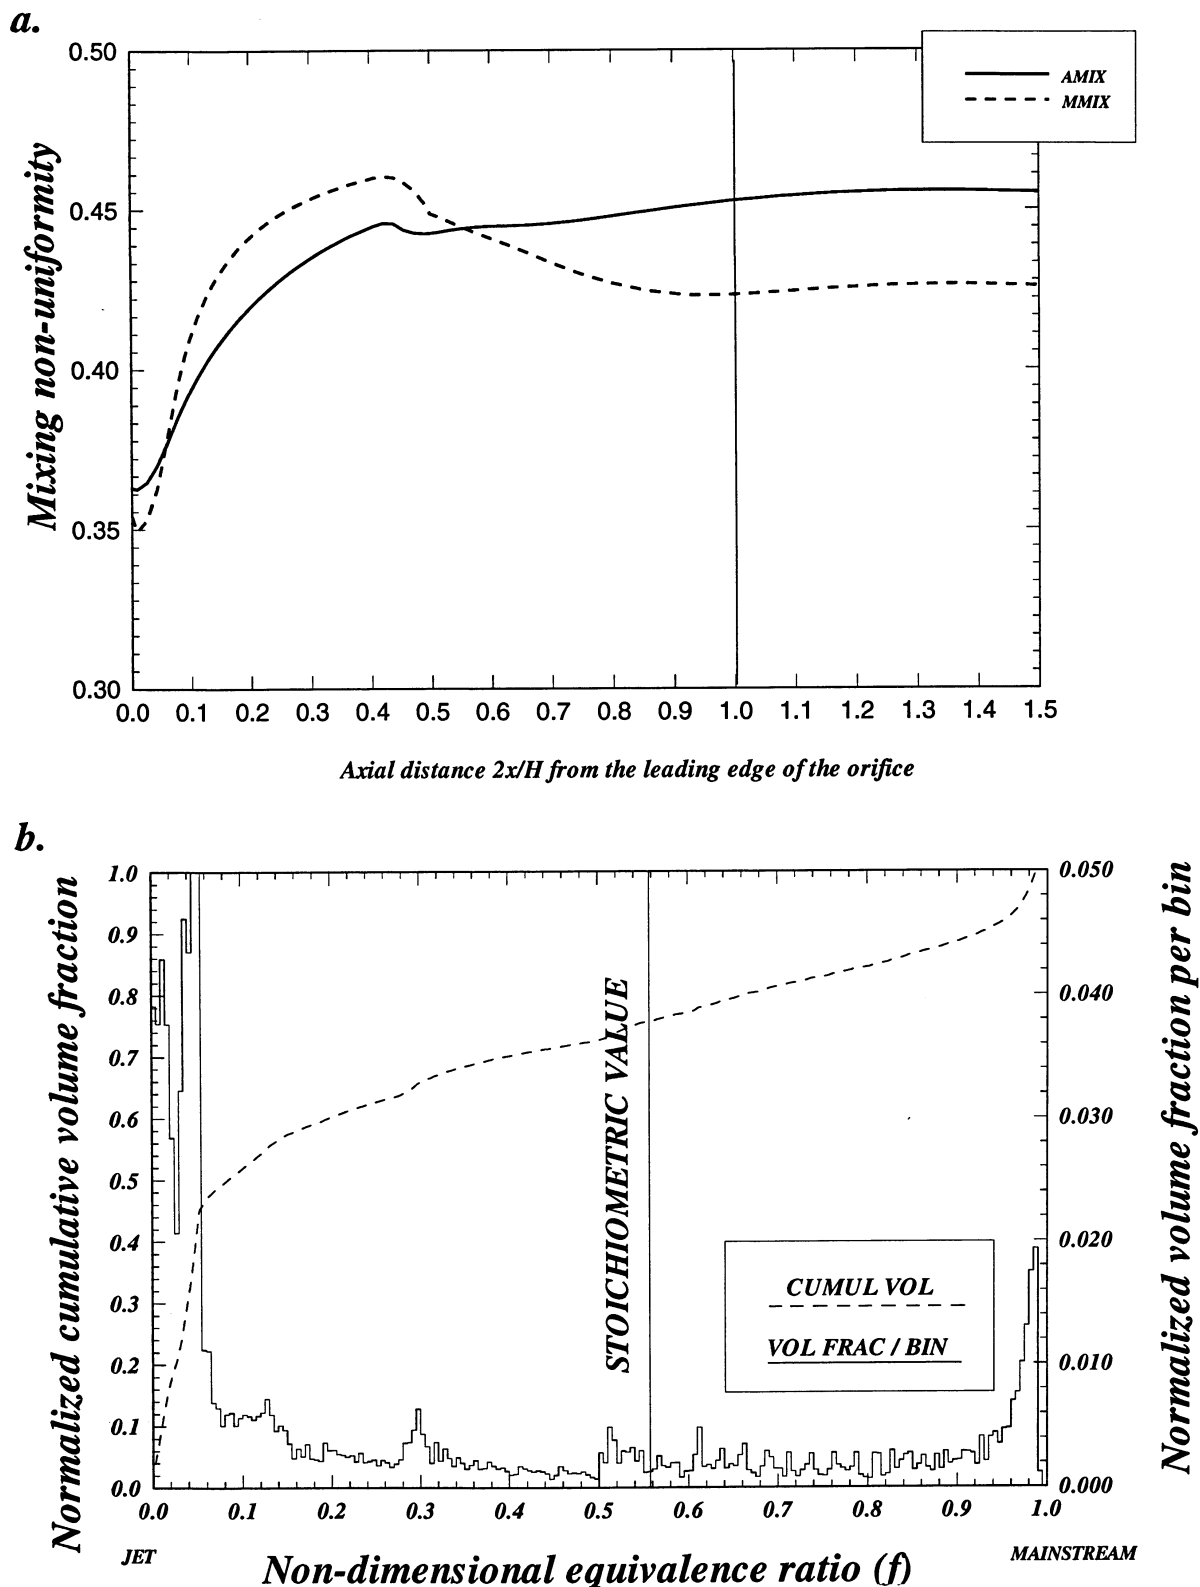 a.
0.50
0.45
0.40
0.35
0.30
Mixing non-uniformity
AMIX
MMIX
0.0 0.1 0.2 0.3 0.4 0.5 0.6 0.7 0.8 0.9 1.0 1.1 1.2 1.3 1.4 1.5
Axial distance 2x/H from the leading edge of the orifice
b.
Normalized cumulative volume fraction
1.0
0.9
0.8
0.7
0.6
0.5
0.4
0.3
0.2
0.1
0.0
STOICHIOMETRIC VALUE
CUMUL VOL
VOL FRAC / BIN
0.050
0.040
0.030
0.020
0.010
0.000
Normalized volume fraction per bin
0.0 0.1 0.2 0.3 0.4 0.5 0.6 0.7 0.8 0.9 1.0
JET
MAINSTREAM
Non-dimensional equivalence ratio (f)